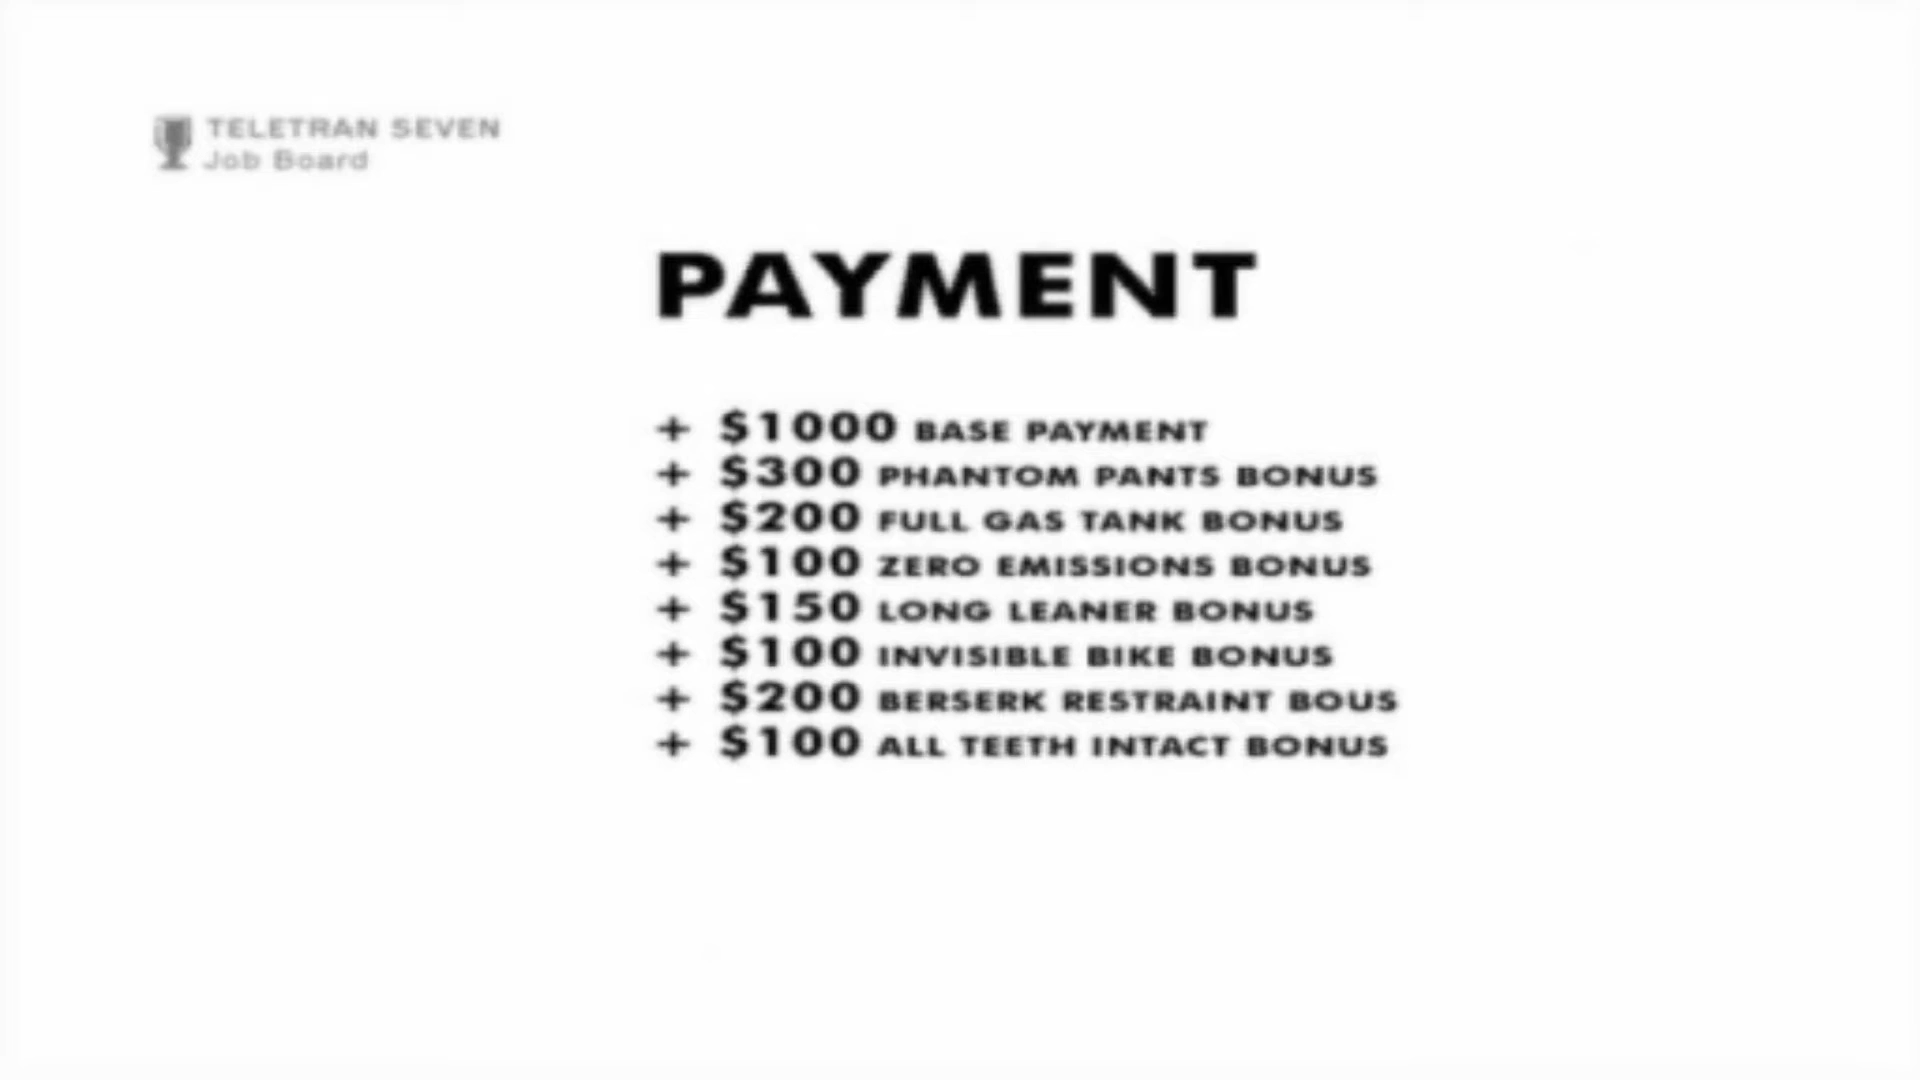 TELETRAN SEVEN
Job Board
PAYMENT
+ $1000 BASE PAYMENT
+ $300 PHANTOM PANTS BONUS
+ $200 FULL GAS TANK BONUS
+ $100 ZERO EMISSIONS BONUS
+ $150 LONG LEANER BONUS
+ $100 INVISIBLE BIKE BONUS
+ $200 BERSERK RESTRAINT BOUS
+ $100 ALL TEETH INTACT BONUS